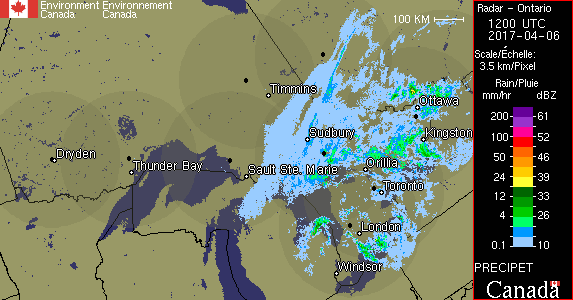 Environment Environnement
Canada Canada
100 KM
Timmins
Ottawa
Sudbury
Kingston
Dryden
Thunder Bay
Sault Ste. Marie
Orillia
Toronto
London
Windsor
Radar - Ontario
1200 UTC
2017-04-06
Scale/Échelle:
3.5 km/Pixel
Rain/Pluie
mm/hr dBZ
200 61
100 52
50 46
24 39
12 33
4 26
0.1 10
PRECIPET
Canada